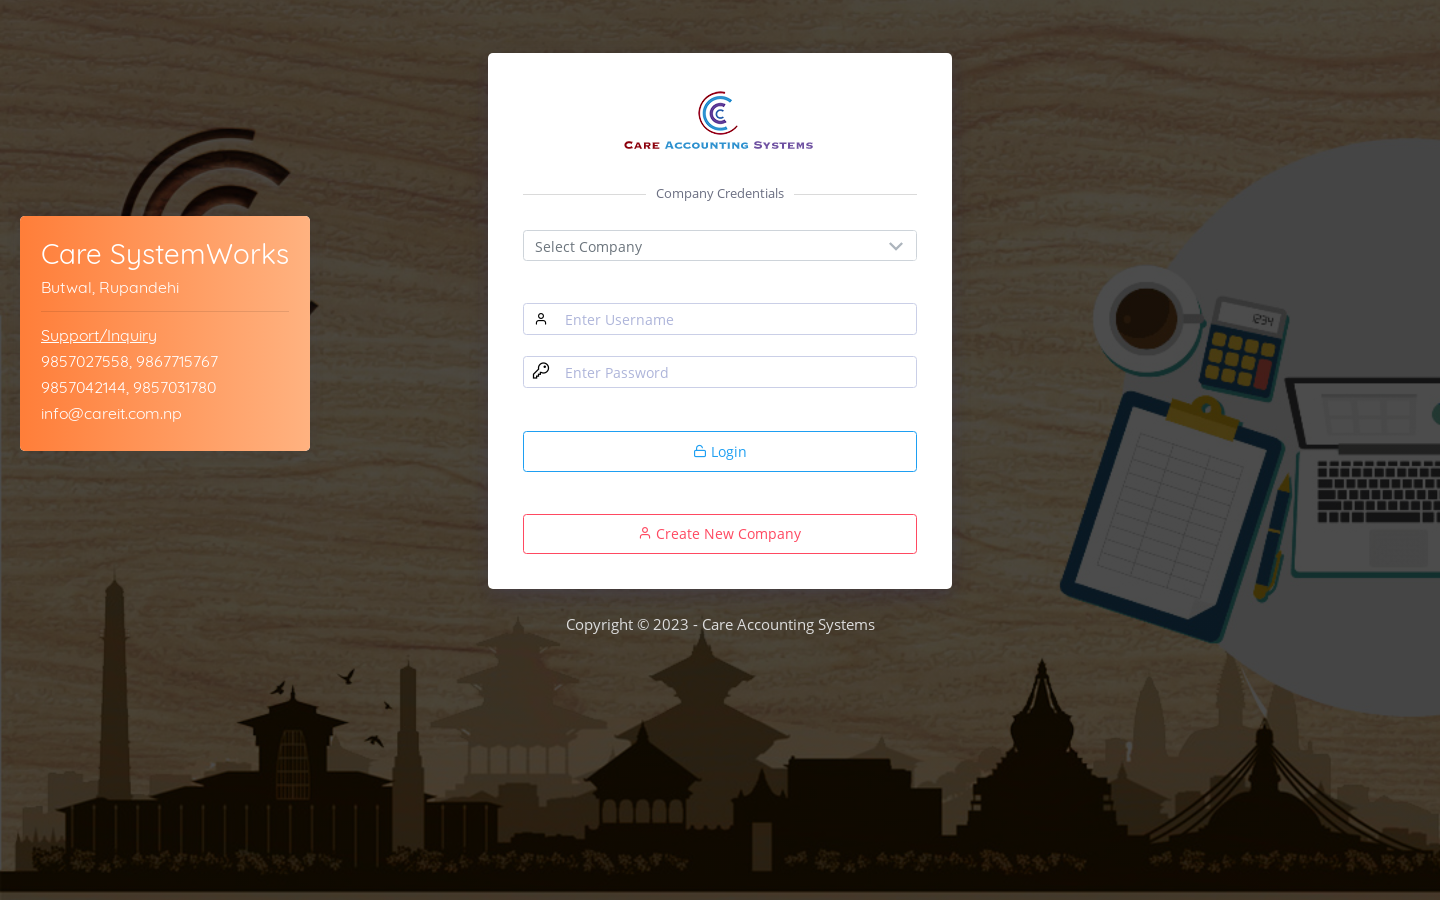 Care Accounting Systems
Company Credentials
Select Company
Enter Username
Enter Password
Login
Create New Company
Copyright © 2023 - Care Accounting Systems
Care SystemWorks
Butwal, Rupandehi
Support/Inquiry
9857027558, 9867715767
9857042144, 9857031780
info@careit.com.np
1234